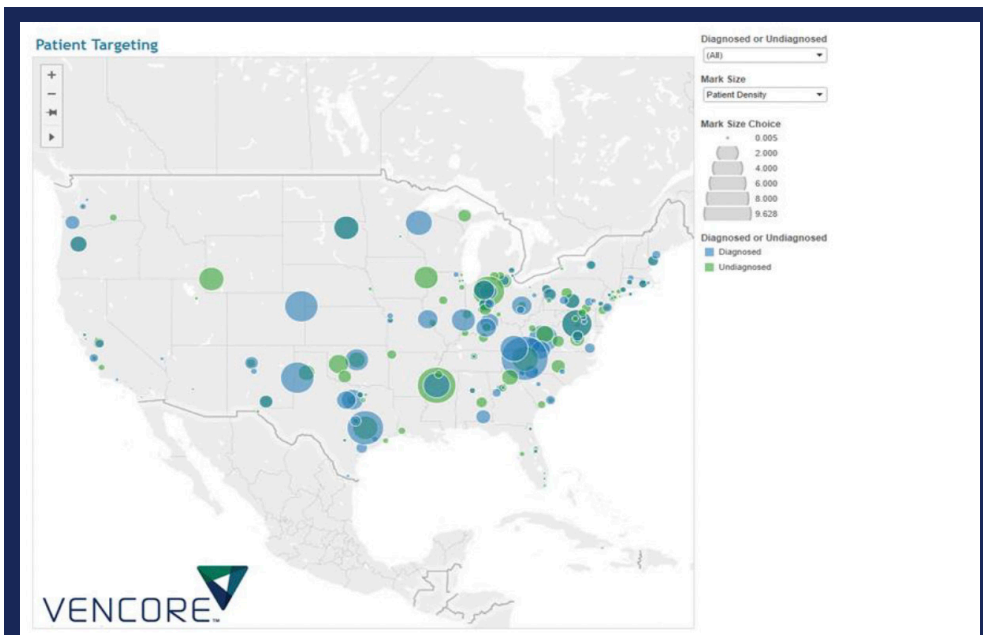 Patient Targeting
Diagnosed or Undiagnosed
(All)
Mark Size
Patient Density
Mark Size Choice
0.005
2.000
4.000
6.000
8.000
9.628
Diagnosed or Undiagnosed
Diagnosed
Undiagnosed
VENCORE™